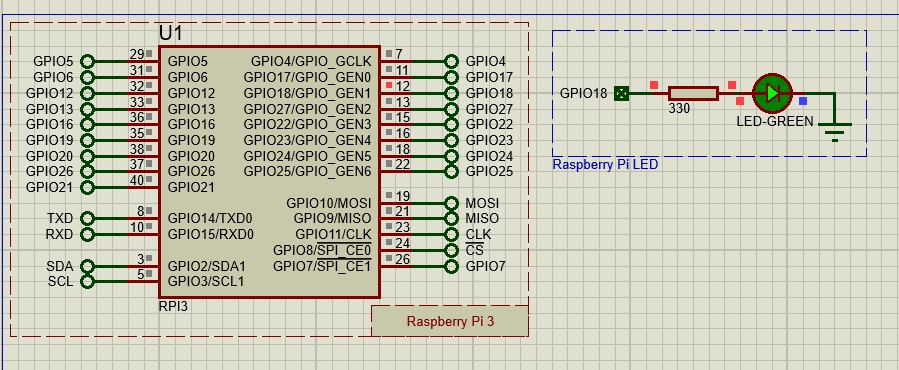 U1
GPIO5 29 GPIO5 GPIO4/GPIO_GCLK 7 GPIO4
GPIO6 31 GPIO6 GPIO17/GPIO_GEN0 11 GPIO17
GPIO12 32 GPIO12 GPIO18/GPIO_GEN1 12 GPIO18
GPIO13 33 GPIO13 GPIO27/GPIO_GEN2 13 GPIO27
GPIO16 36 GPIO16 GPIO22/GPIO_GEN3 15 GPIO22
GPIO19 35 GPIO19 GPIO23/GPIO_GEN4 16 GPIO23
GPIO20 38 GPIO20 GPIO24/GPIO_GEN5 18 GPIO24
GPIO26 37 GPIO26 GPIO25/GPIO_GEN6 22 GPIO25
GPIO21 40 GPIO21
GPIO10/MOSI 19 MOSI
TXD 8 GPIO14/TXD0 GPIO9/MISO 21 MISO
RXD 10 GPIO15/RXD0 GPIO11/CLK 23 CLK
GPIO8/SPI_CE0 24 CS
SDA 3 GPIO2/SDA1 GPIO7/SPI_CE1 26 GPIO7
SCL 5 GPIO3/SCL1
RPI3
Raspberry Pi 3
GPIO18
330
LED-GREEN
Raspberry Pi LED